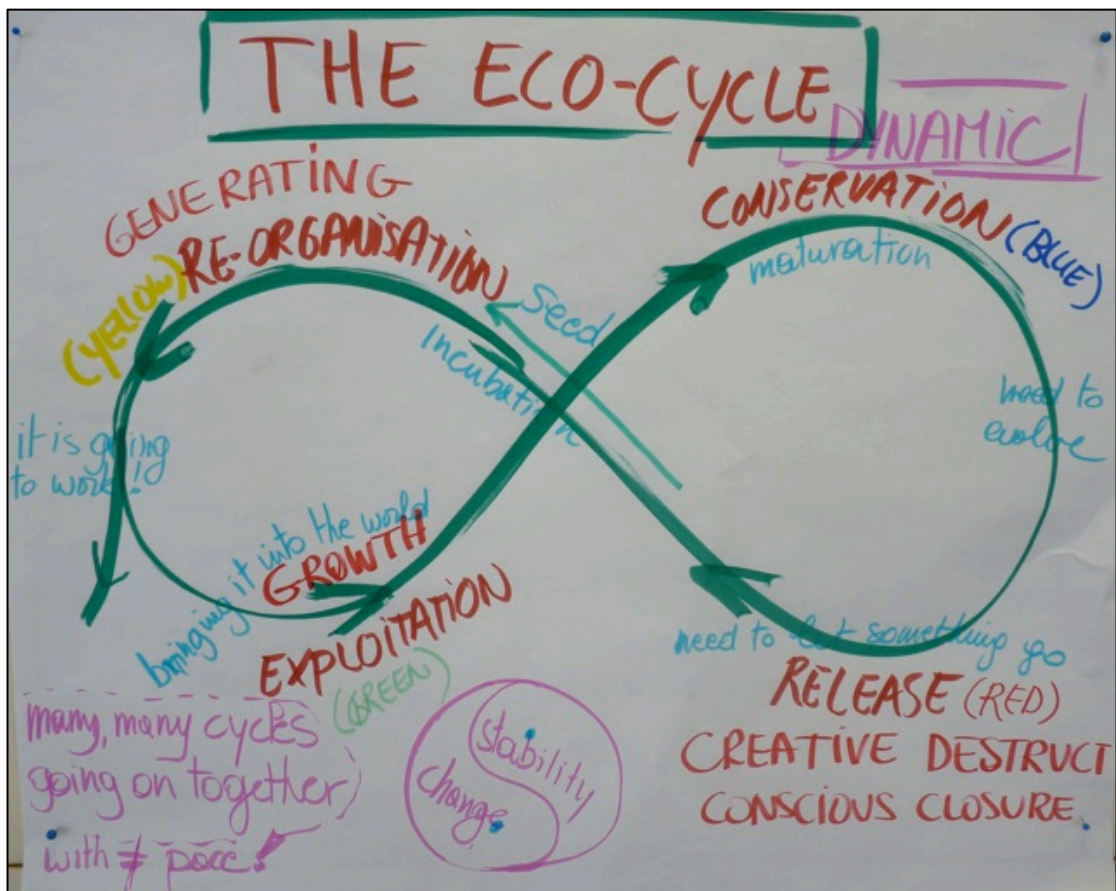 THE ECO-CYCLE
DYNAMIC
GENERATING
RE-ORGANISATION
(YELLOW)
CONSERVATION
(BLUE)
maturation
seed
Incubation
need to
evolve
it is going
to work!
bringing it into the world
GROWTH
EXPLOITATION
(GREEN)
need to let something go
RELEASE (RED)
CREATIVE DESTRUCT
CONSCIOUS CLOSURE
many, many cycles
going on together
with ≠
stability
change